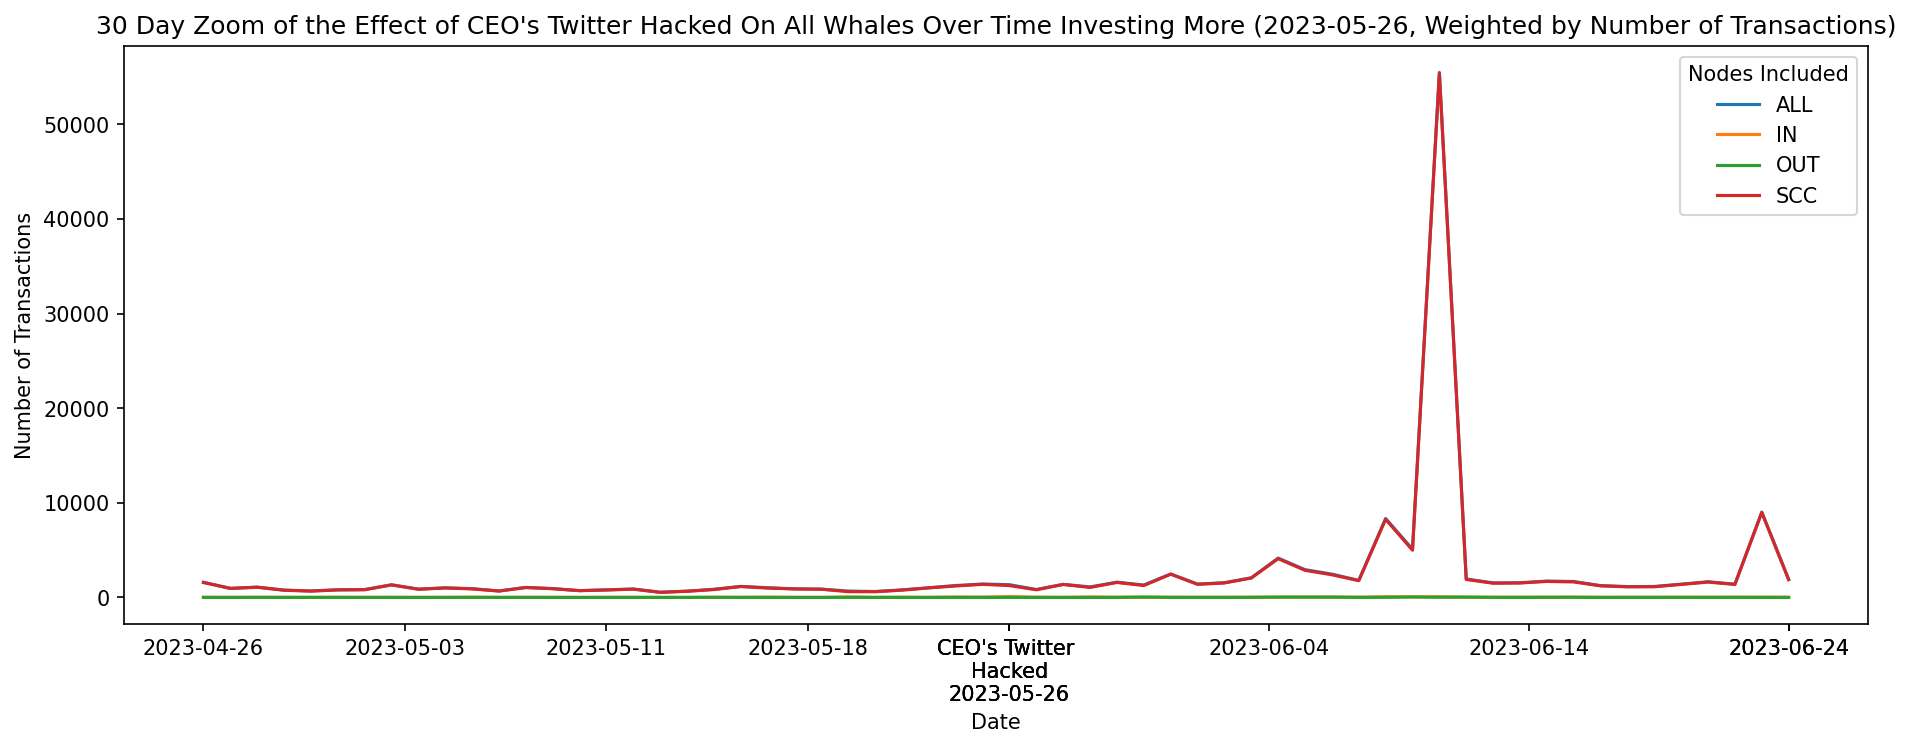 30 Day Zoom of the Effect of CEO's Twitter Hacked On All Whales Over Time Investing More (2023-05-26, Weighted by Number of Transactions)
Nodes Included
ALL
IN
OUT
SCC
Number of Transactions
50000
40000
30000
20000
10000
0
2023-04-26
2023-05-03
2023-05-11
2023-05-18
CEO's Twitter
Hacked
2023-05-26
2023-06-04
2023-06-14
2023-06-24
Date